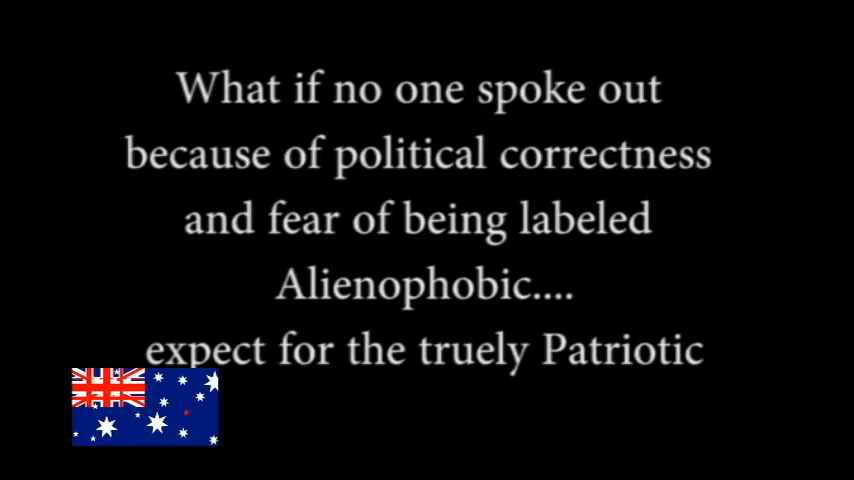 What if no one spoke out
because of political correctness
and fear of being labeled
Alienophobic....
expect for the truely Patriotic